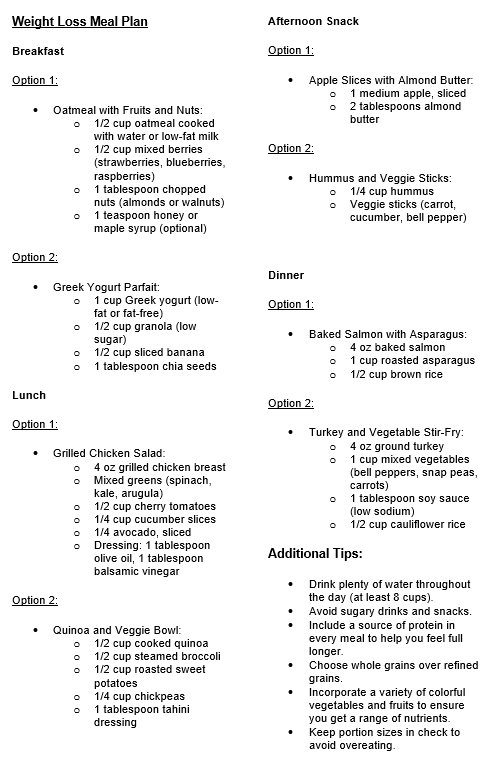 Weight Loss Meal Plan
Breakfast
Option 1:
• Oatmeal with Fruits and Nuts:
o 1/2 cup oatmeal cooked
with water or low-fat milk
o 1/2 cup mixed berries
(strawberries, blueberries,
raspberries)
o 1 tablespoon chopped
nuts (almonds or walnuts)
o 1 teaspoon honey or
maple syrup (optional)
Option 2:
• Greek Yogurt Parfait:
o 1 cup Greek yogurt (low-
fat or fat-free)
o 1/2 cup granola (low
sugar)
o 1/2 cup sliced banana
o 1 tablespoon chia seeds
Lunch
Option 1:
• Grilled Chicken Salad:
o 4 oz grilled chicken breast
o Mixed greens (spinach,
kale, arugula)
o 1/2 cup cherry tomatoes
o 1/4 cup cucumber slices
o 1/4 avocado, sliced
o Dressing: 1 tablespoon
olive oil, 1 tablespoon
balsamic vinegar
Option 2:
• Quinoa and Veggie Bowl:
o 1/2 cup cooked quinoa
o 1/2 cup steamed broccoli
o 1/2 cup roasted sweet
potatoes
o 1/4 cup chickpeas
o 1 tablespoon tahini
dressing
Afternoon Snack
Option 1:
• Apple Slices with Almond Butter:
o 1 medium apple, sliced
o 2 tablespoons almond
butter
Option 2:
• Hummus and Veggie Sticks:
o 1/4 cup hummus
o Veggie sticks (carrot,
cucumber, bell pepper)
Dinner
Option 1:
• Baked Salmon with Asparagus:
o 4 oz baked salmon
o 1 cup roasted asparagus
o 1/2 cup brown rice
Option 2:
• Turkey and Vegetable Stir-Fry:
o 4 oz ground turkey
o 1 cup mixed vegetables
(bell peppers, snap peas,
carrots)
o 1 tablespoon soy sauce
(low sodium)
o 1/2 cup cauliflower rice
Additional Tips:
• Drink plenty of water throughout
the day (at least 8 cups).
• Avoid sugary drinks and snacks.
• Include a source of protein in
every meal to help you feel full
longer.
• Choose whole grains over refined
grains.
• Incorporate a variety of colorful
vegetables and fruits to ensure
you get a range of nutrients.
• Keep portion sizes in check to
avoid overeating.